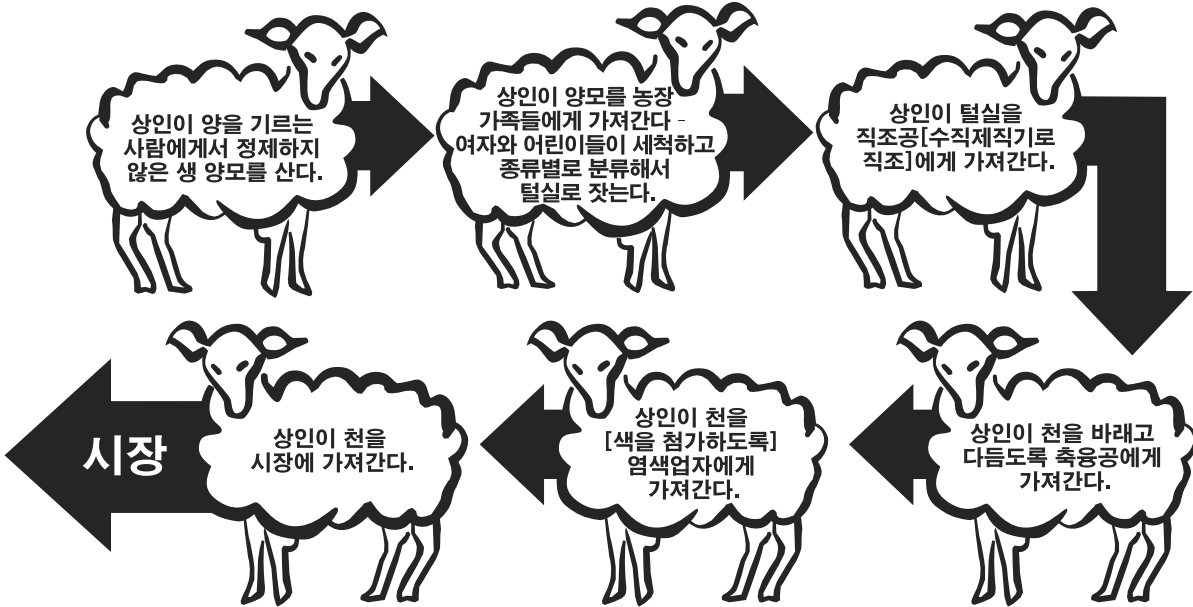 상인이 양을 기르는
사람에게서 정제하지
않은 생 양모를 산다.
상인이 양모를 농장
가족들에게 가져간다 -
여자와 어린이들이 세척하고
종류별로 분류해서
털실로 잣는다.
상인이 털실을
직조공[수직제직기로
직조]에게 가져간다.
상인이 천을 바래고
다듬도록 축융공에게
가져간다.
상인이 천을
[색을 첨가하도록]
염색업자에게
가져간다.
상인이 천을
시장에 가져간다.
시장